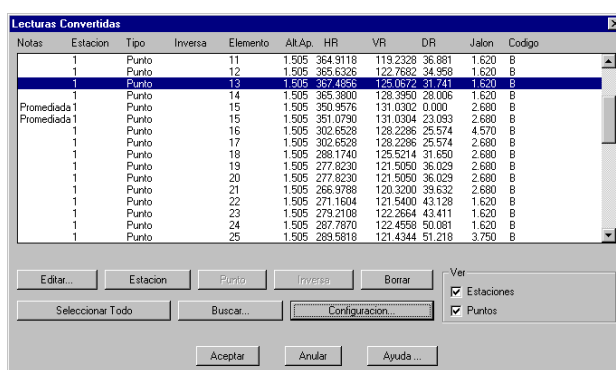 Lecturas Convertidas
Notas Estacion Tipo Inversa Elemento Alt.Ap. HR VR DR Jalon Codigo
1 Punto 11 1.505 364.9118 119.2328 36.881 1.620 B
1 Punto 12 1.505 365.6326 122.7682 34.958 1.620 B
1 Punto 13 1.505 367.4856 125.0672 31.741 1.620 B
1 Punto 14 1.505 365.3800 128.3950 28.006 1.620 B
Promediada 1 Punto 15 1.505 350.9576 131.0302 0.000 2.680 B
Promediada 1 Punto 15 1.505 351.0790 131.0304 23.093 2.680 B
1 Punto 16 1.505 302.6528 128.2286 25.574 4.570 B
1 Punto 17 1.505 302.6528 128.2286 25.574 2.680 B
1 Punto 18 1.505 288.1740 125.5214 31.650 2.680 B
1 Punto 19 1.505 277.8230 121.5050 36.029 2.680 B
1 Punto 20 1.505 277.8230 121.5050 36.029 2.680 B
1 Punto 21 1.505 266.9788 120.3200 39.632 2.680 B
1 Punto 22 1.505 271.1604 121.5400 43.128 1.620 B
1 Punto 23 1.505 279.2108 122.2664 43.411 1.620 B
1 Punto 24 1.505 287.7870 122.4558 50.081 1.620 B
1 Punto 25 1.505 289.5818 121.4344 51.218 3.750 B
Editar... Estacion Punto Inversa Borrar Ver
Estaciones
Seleccionar Todo Buscar... Configuracion... Puntos
Aceptar Anular Ayuda ...